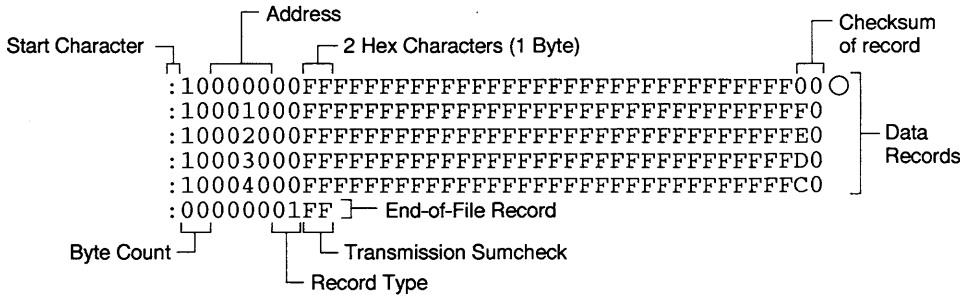 Address
Checksum
of record
Start Character
2 Hex Characters (1 Byte)
:10000000FFFFFFFFFFFFFFFFFFFFFFFFFFFFFFFF00
:10001000FFFFFFFFFFFFFFFFFFFFFFFFFFFFFFFFF0
:10002000FFFFFFFFFFFFFFFFFFFFFFFFFFFFFFFFE0
:10003000FFFFFFFFFFFFFFFFFFFFFFFFFFFFFFFFD0
:10004000FFFFFFFFFFFFFFFFFFFFFFFFFFFFFFFFC0
Data
Records
:00000001FF
End-of-File Record
Byte Count
Transmission Sumcheck
Record Type